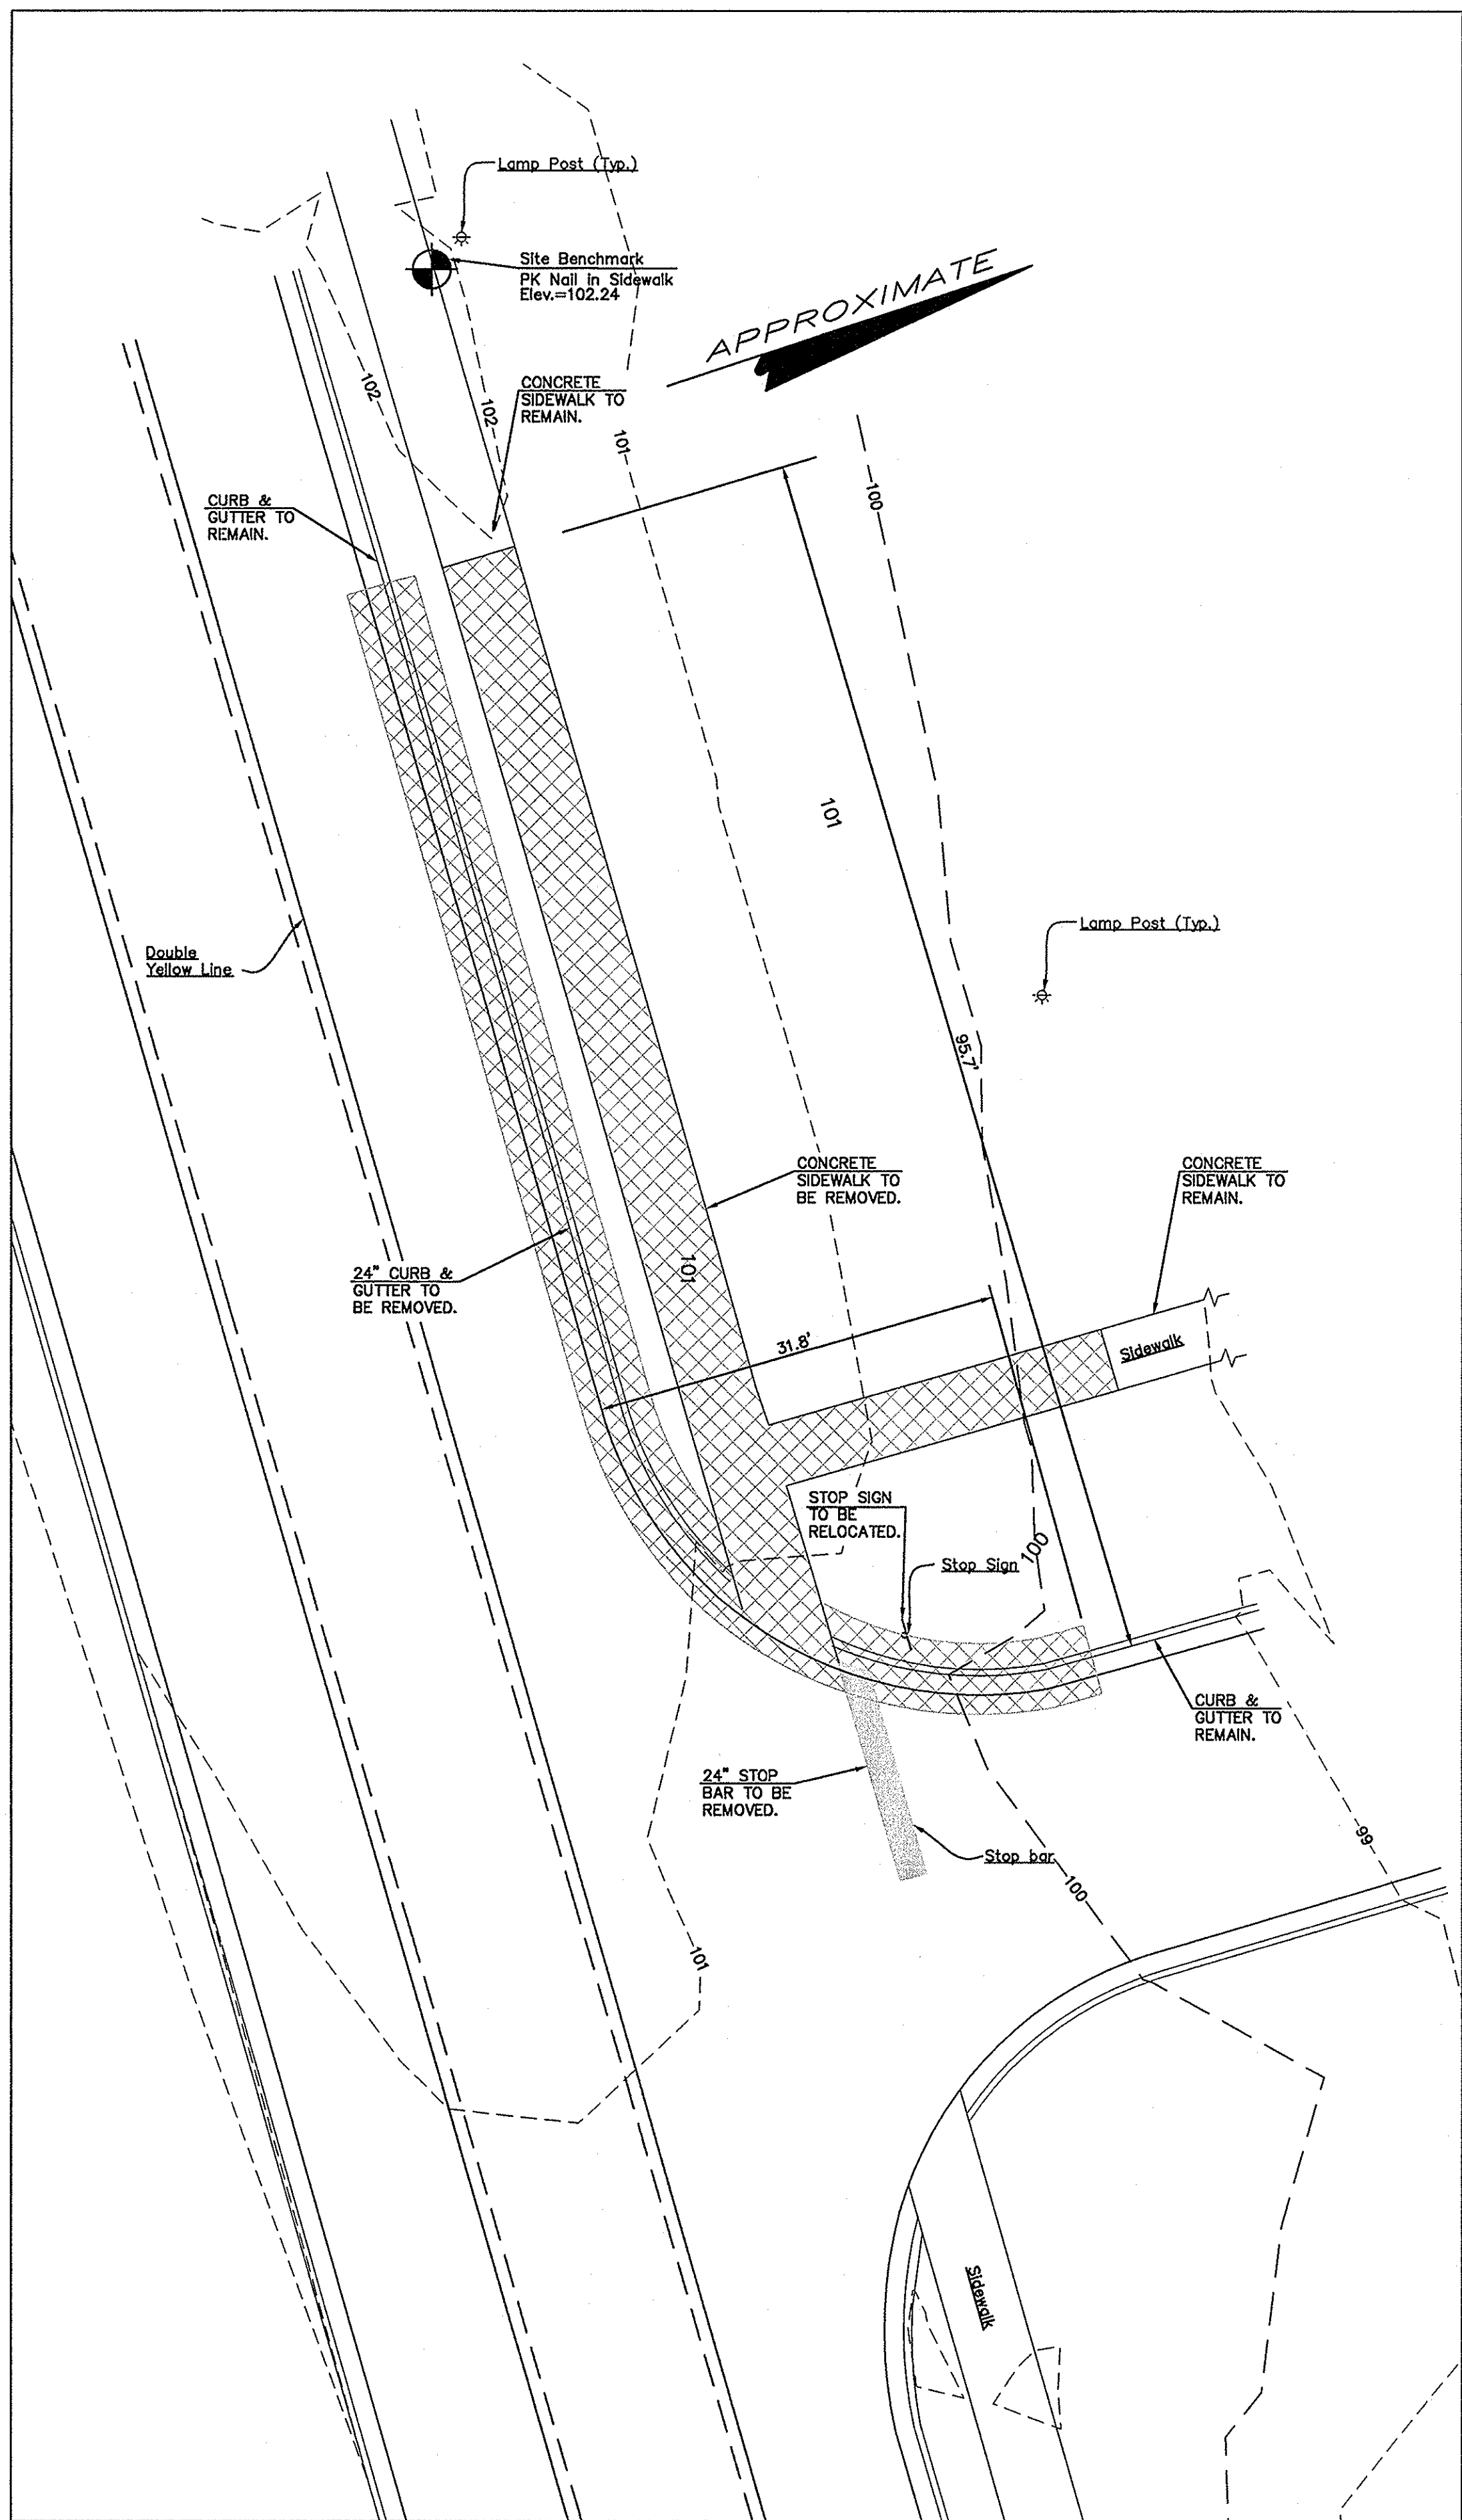 Lamp Post (Typ.)
Site Benchmark
PK Nail in Sidewalk
Elev.=102.24
APPROXIMATE
102
102
CONCRETE
SIDEWALK TO
REMAIN.
101
100
CURB &
GUTTER TO
REMAIN.
101
Lamp Post (Typ.)
Double
Yellow Line
95.7'
CONCRETE
SIDEWALK TO
BE REMOVED.
CONCRETE
SIDEWALK TO
REMAIN.
101
24" CURB &
GUTTER TO
BE REMOVED.
31.8'
Sidewalk
STOP SIGN
TO BE
RELOCATED.
100
Stop Sign
CURB &
GUTTER TO
REMAIN.
24" STOP
BAR TO BE
REMOVED.
99
Stop bar
100
101
Sidewalk